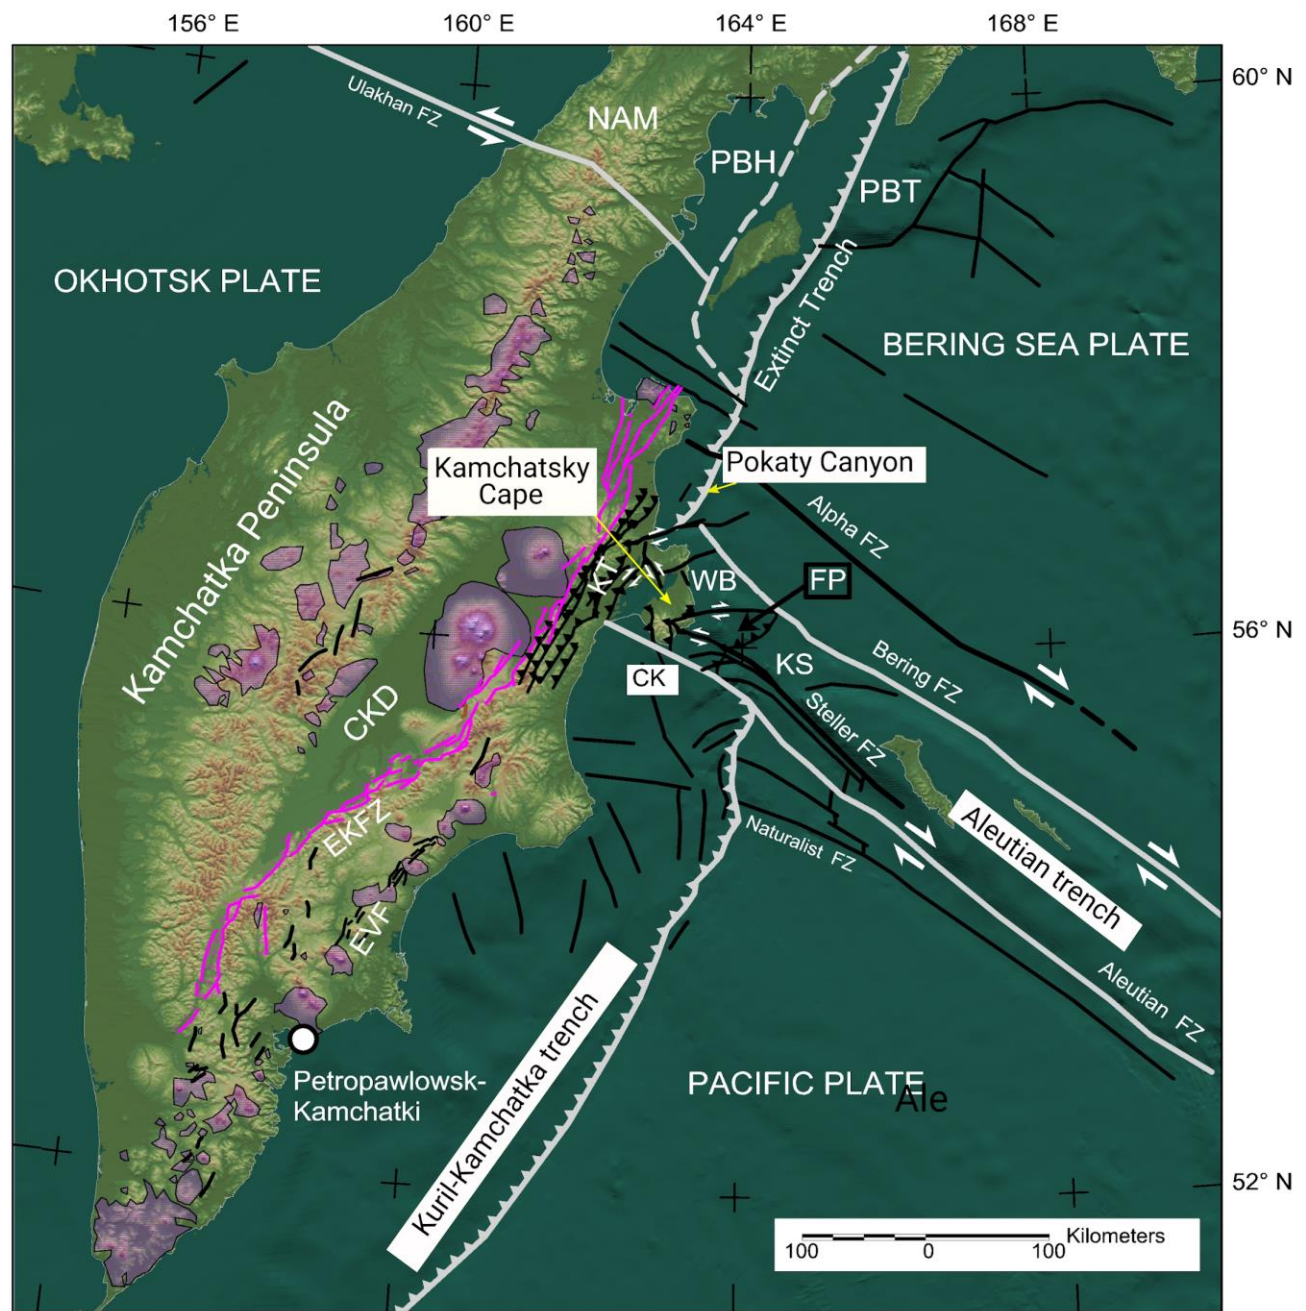 156° E
160° E
164° E
168° E
60° N
Ulakhan FZ
NAM
PBH
PBT
OKHOTSK PLATE
Extinct Trench
BERING SEA PLATE
Kamchatka Peninsula
Kamchatsky
Cape
Pokaty Canyon
Alpha FZ
KT
WB
FP
56° N
Bering FZ
KS
CK
CKD
Steller FZ
EKFZ
Naturalist FZ
Aleutian trench
EVF
Aleutian FZ
Kuril-Kamchatka trench
Petropawlowsk-
Kamchatki
PACIFIC PLATE
Ale
52° N
Kilometers
100 0 100